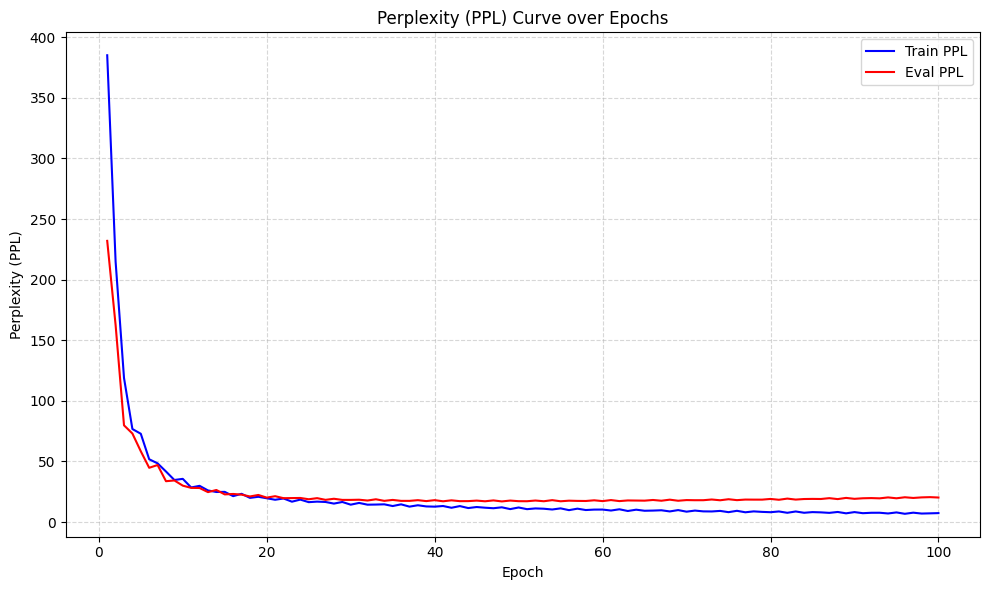 Perplexity (PPL) Curve over Epochs
Train PPL
Eval PPL
Perplexity (PPL)
400
350
300
250
200
150
100
50
0
0 20 40 60 80 100
Epoch